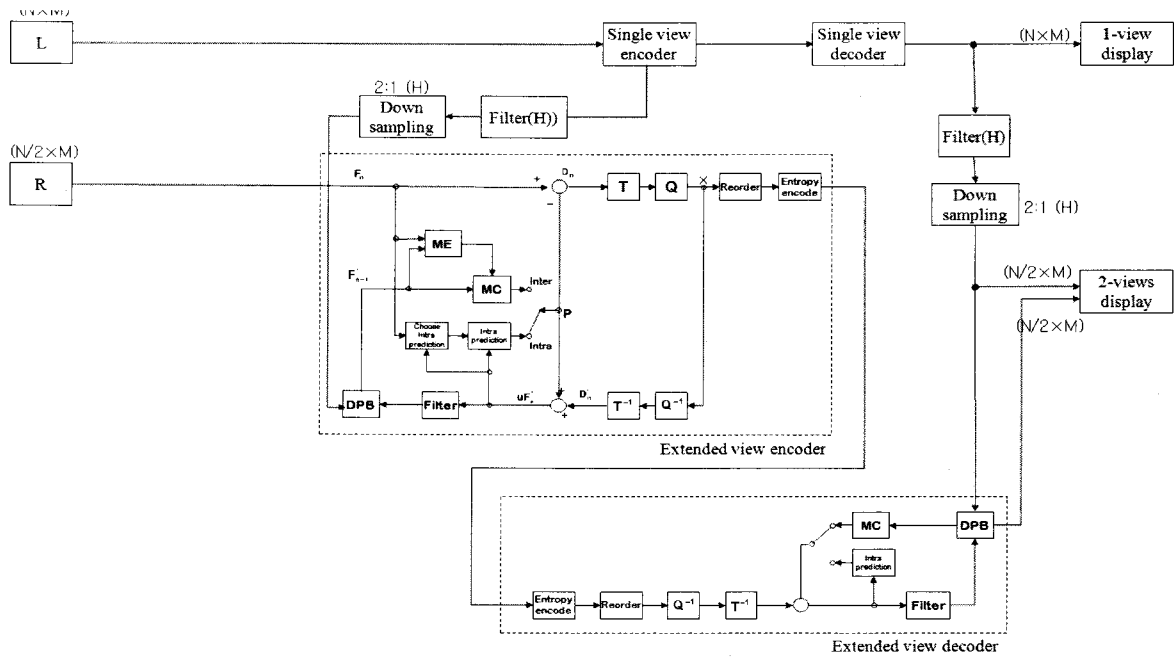 (N×M)
L
Single view
encoder
Single view
decoder
(N×M)
1-view
display
2:1 (H)
Down
sampling
Filter(H))
Filter(H)
(N/2×M)
R
Fn
Dn
+
−
T
Q
X
Reorder
Entropy
encode
Down
sampling
2:1 (H)
ME
MC
Inter
P
Choose
Intra
prediction
Intra
prediction
Intra
(N/2×M)
2-views
display
(N/2×M)
DPB
Filter
+
+
T⁻¹
Q⁻¹
Extended view encoder
MC
DPB
Intra
prediction
Entropy
encode
Reorder
Q⁻¹
T⁻¹
Filter
Extended view decoder